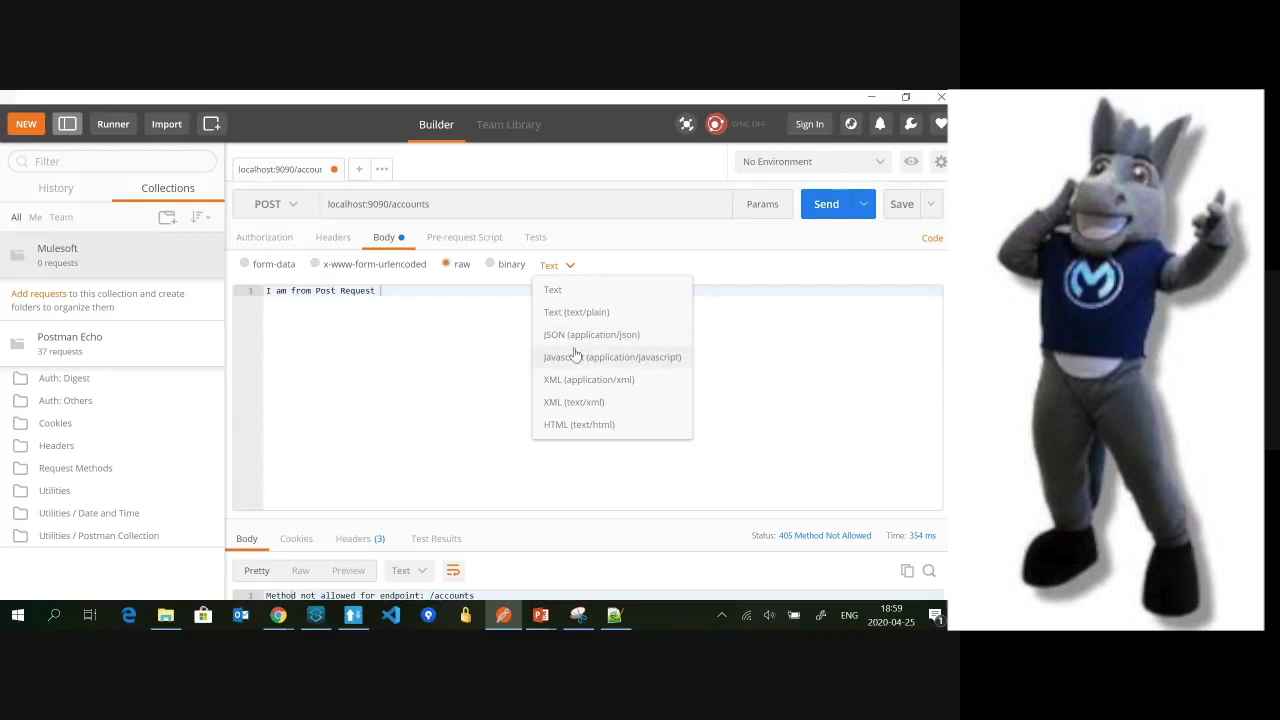 NEW
Runner
Import
Builder
Team Library
SYNC OFF
Sign In
Filter
History
Collections
All Me Team
Mulesoft
0 requests
Add requests to this collection and create
folders to organize them
Postman Echo
37 requests
Auth: Digest
Auth: Others
Cookies
Headers
Request Methods
Utilities
Utilities / Date and Time
Utilities / Postman Collection
localhost:9090/accour
No Environment
POST
localhost:9090/accounts
Params
Send
Save
Authorization
Headers
Body
Pre-request Script
Tests
Code
form-data
x-www-form-urlencoded
raw
binary
Text
1 I am from Post Request
Text
Text (text/plain)
JSON (application/json)
(application/javascript)
XML (application/xml)
XML (text/xml)
HTML (text/html)
Body
Cookies
Headers (3)
Test Results
Status: 405 Method Not Allowed Time: 354 ms
Pretty
Raw
Preview
Text
1 Method not allowed for endpoint: /accounts
ENG
18:59
2020-04-25
1